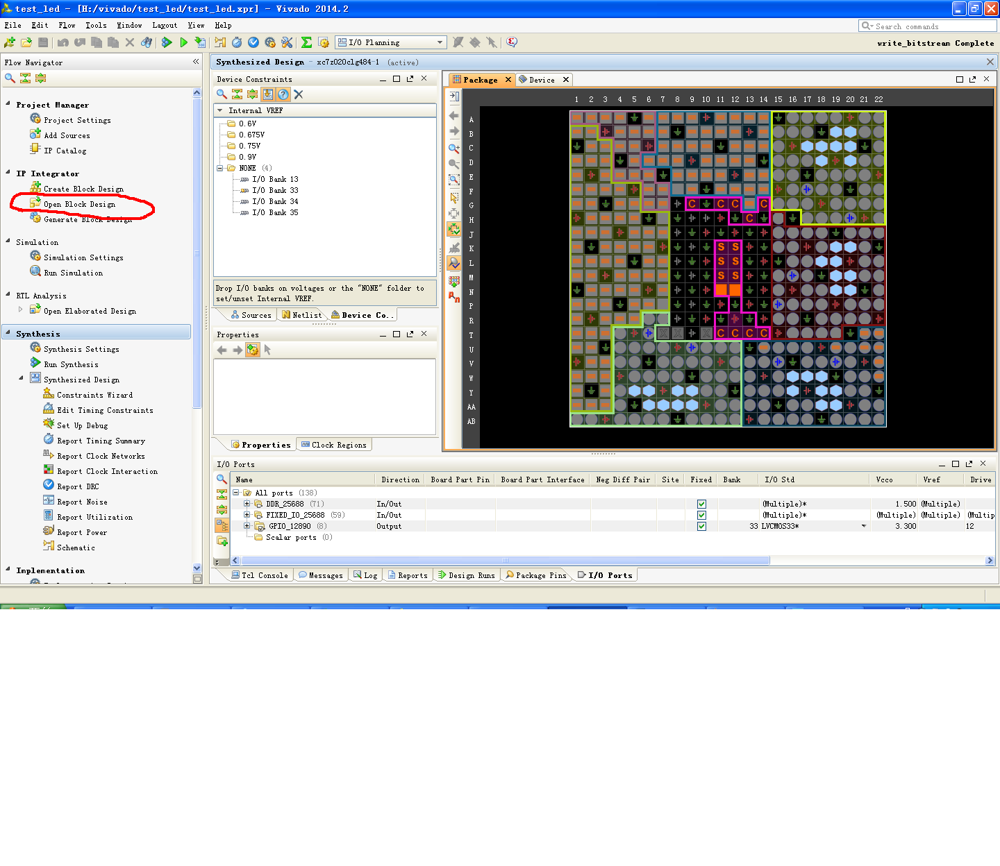 test_led - [H:/vivado/test_led/test_led.xpr] - Vivado 2014.2
File Edit Flow Tools Window Layout View Help
Search commands
I/O Planning
write_bitstream Complete
Flow Navigator
Project Manager
Project Settings
Add Sources
IP Catalog
IP Integrator
Create Block Design
Open Block Design
Generate Block Design
Simulation
Simulation Settings
Run Simulation
RTL Analysis
Open Elaborated Design
Synthesis
Synthesis Settings
Run Synthesis
Synthesized Design
Constraints Wizard
Edit Timing Constraints
Set Up Debug
Report Timing Summary
Report Clock Networks
Report Clock Interaction
Report DRC
Report Noise
Report Utilization
Report Power
Schematic
Implementation
Synthesized Design - xc7z020clg484-1 (active)
Device Constraints
Internal VREF
0.6V
0.675V
0.75V
0.9V
NONE (4)
I/O Bank 13
I/O Bank 33
I/O Bank 34
I/O Bank 35
Drop I/O banks on voltages or the "NONE" folder to
set/unset Internal VREF.
Sources Netlist Device Co..
Properties
Properties Clock Regions
Package Device
1 2 3 4 5 6 7 8 9 10 11 12 13 14 15 16 17 18 19 20 21 22
A
B
C
D
E
F
G C C C C
H C
J
K S S
L S S
M S S
N
P
R
T C C C C
U
V
W
Y
AA
AB
I/O Ports
Name Direction Board Part Pin Board Part Interface Neg Diff Pair Site Fixed Bank I/O Std Vcco Vref Drive
All ports (138)
DDR_25688 (71) In/Out (Multiple)* 1.500 (Multiple)
FIXED_IO_25688 (59) In/Out (Multiple)* (Multiple) (Multiple) (Multip
GPIO_12890 (8) Output 33 LVCMOS33* 3.300 12
Scalar ports (0)
Tcl Console Messages Log Reports Design Runs Package Pins I/O Ports